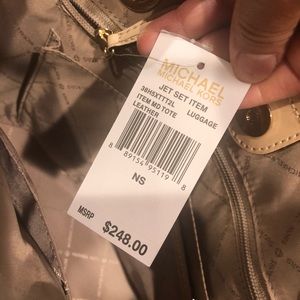 MICHAEL
MICHAEL KORS
JET SET ITEM
38H5XTTT2L LUGGAGE
ITEM MD TOTE
LEATHER
8 89154 95119 8
NS
MSRP $248.00